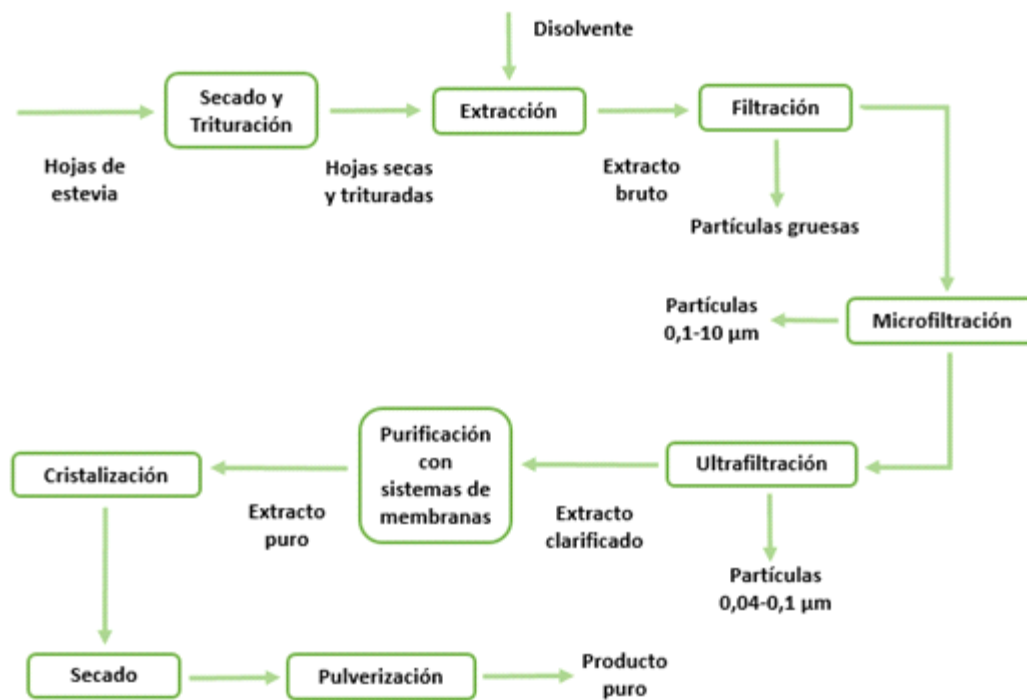 Disolvente
Secado y
Trituración
Extracción
Filtración
Hojas de
estevia
Hojas secas
y trituradas
Extracto
bruto
Partículas gruesas
Partículas
0,1-10 µm
Microfiltración
Purificación
con
sistemas de
membranas
Ultrafiltración
Cristalización
Extracto
puro
Extracto
clarificado
Partículas
0,04-0,1 µm
Secado
Pulverización
Producto
puro